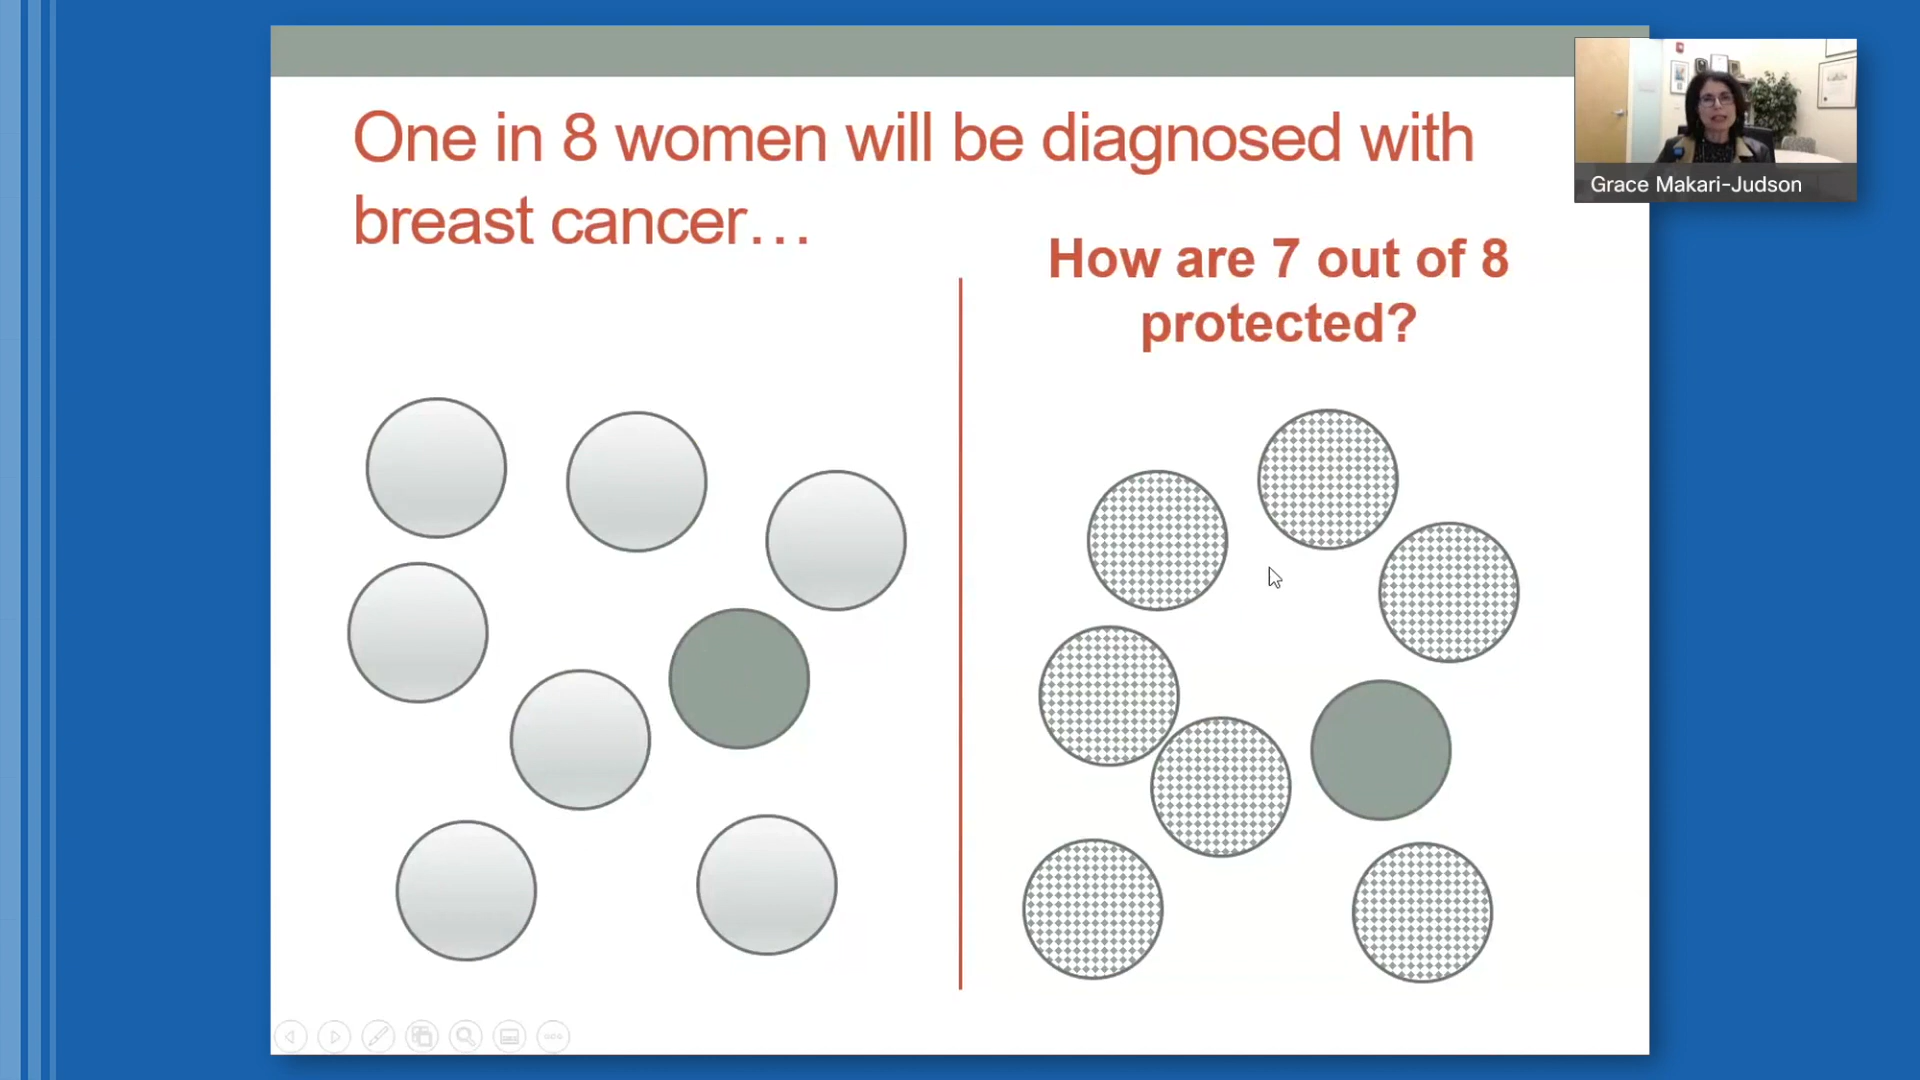 One in 8 women will be diagnosed with
breast cancer…
How are 7 out of 8
protected?
Grace Makari-Judson